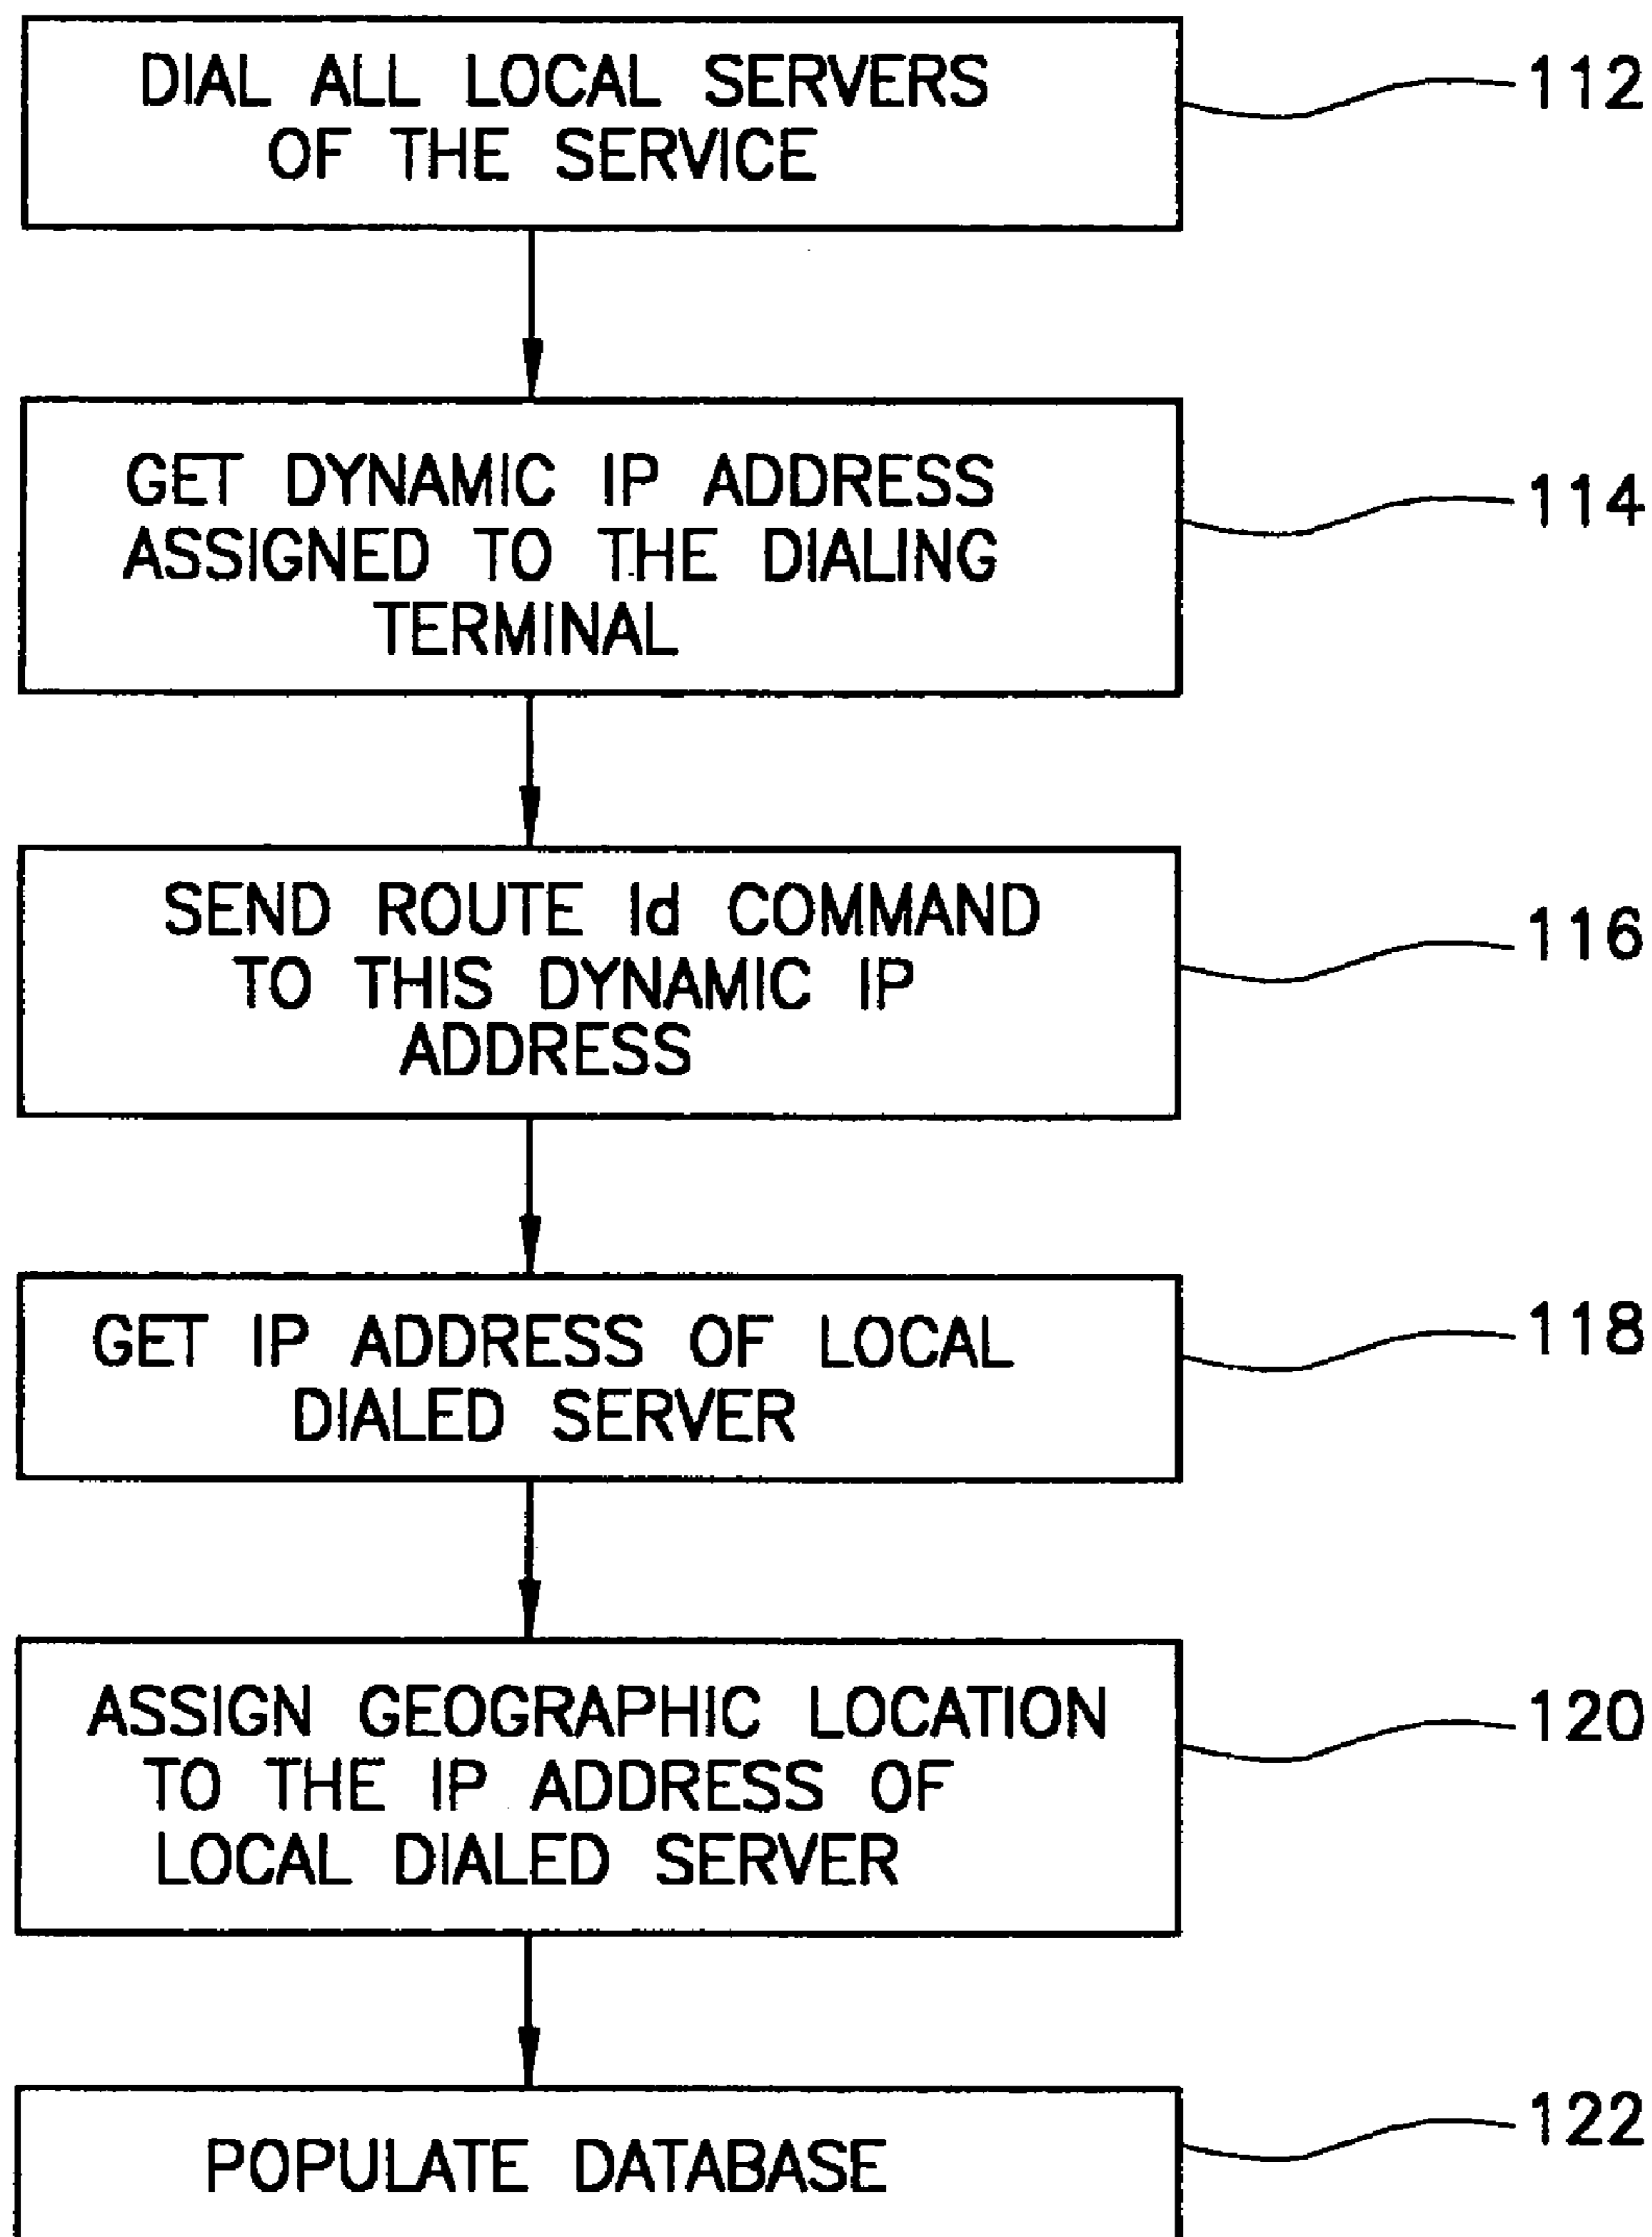 DIAL ALL LOCAL SERVERS
OF THE SERVICE
112
GET DYNAMIC IP ADDRESS
ASSIGNED TO THE DIALING
TERMINAL
114
SEND ROUTE Id COMMAND
TO THIS DYNAMIC IP
ADDRESS
116
GET IP ADDRESS OF LOCAL
DIALED SERVER
118
ASSIGN GEOGRAPHIC LOCATION
TO THE IP ADDRESS OF
LOCAL DIALED SERVER
120
POPULATE DATABASE
122